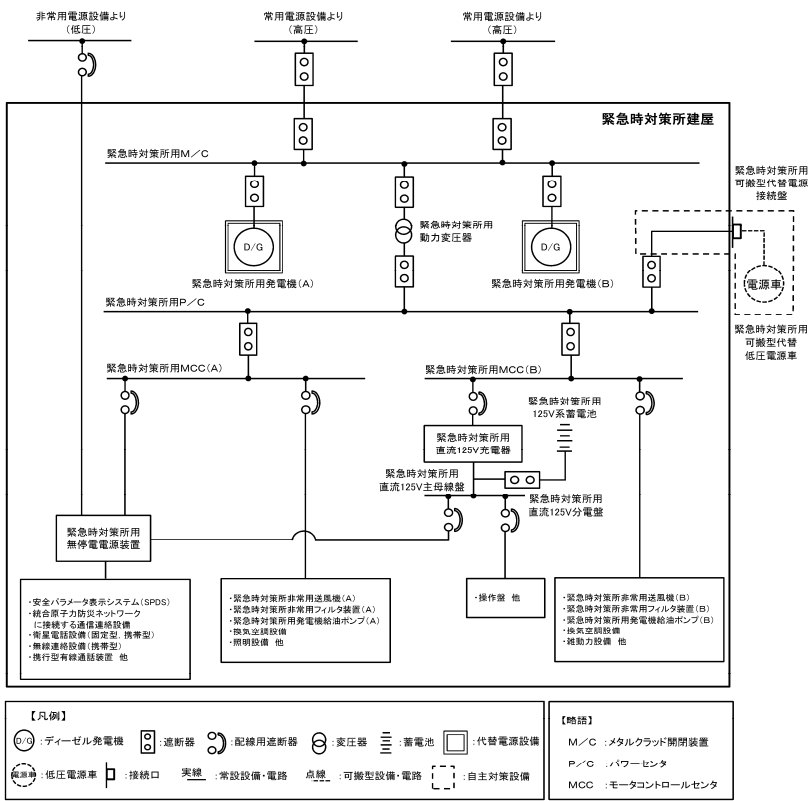 非常用電源設備より
(低圧)
常用電源設備より
(高圧)
常用電源設備より
(高圧)
緊急時対策所建屋
緊急時対策所用M/C
緊急時対策所用
可搬型代替電源
接続盤
緊急時対策所用
動力変圧器
D/G
D/G
緊急時対策所用発電機(A)
緊急時対策所用発電機(B)
電源車
緊急時対策所用P/C
緊急時対策所用
可搬型代替
低圧電源車
緊急時対策所用MCC(A)
緊急時対策所用MCC(B)
緊急時対策所用
125V系蓄電池
緊急時対策所用
直流125V充電器
緊急時対策所用
直流125V主母線盤
緊急時対策所用
直流125V分電盤
緊急時対策所用
無停電電源装置
・安全パラメータ表示システム(SPDS)
・統合原子力防災ネットワーク
に接続する通信連絡設備
・衛星電話設備(固定型,携帯型)
・無線連絡設備(携帯型)
・携行型有線通話装置 他
・緊急時対策所非常用送風機(A)
・緊急時対策所非常用フィルタ装置(A)
・緊急時対策所用発電機給油ポンプ(A)
・換気空調設備
・照明設備 他
・操作盤 他
・緊急時対策所非常用送風機(B)
・緊急時対策所非常用フィルタ装置(B)
・緊急時対策所用発電機給油ポンプ(B)
・換気空調設備
・雑動力設備 他
【凡例】
D/G :ディーゼル発電機 :遮断器 :配線用遮断器 :変圧器 :蓄電池 :代替電源設備
電源車 :低圧電源車 :接続口 実線 :常設設備・電路 点線 :可搬型設備・電路 :自主対策設備
【略語】
M/C :メタルクラッド開閉装置
P/C :パワーセンタ
MCC :モータコントロールセンタ